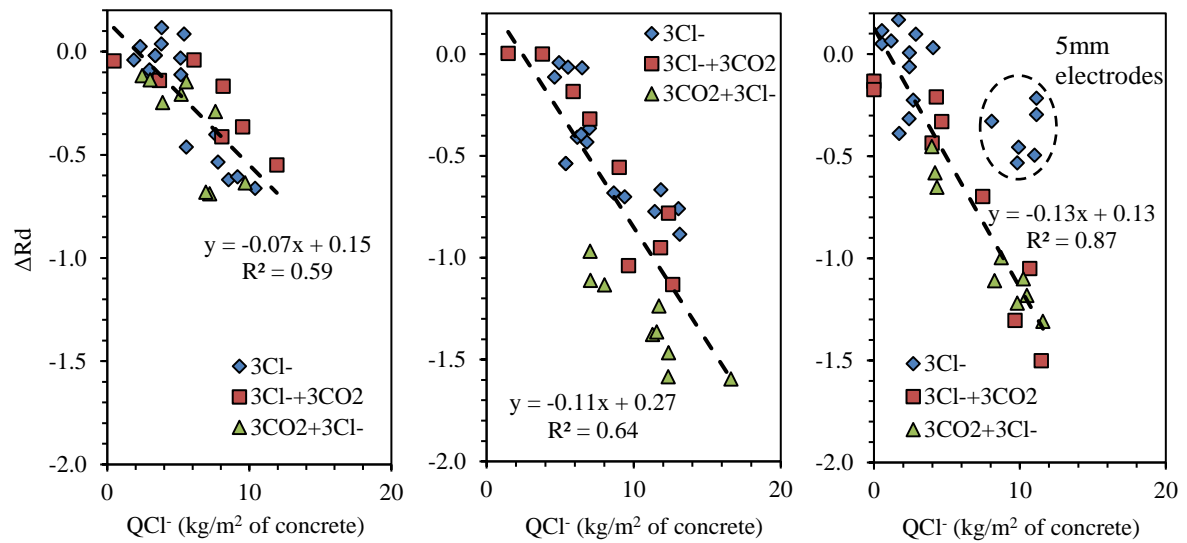 0.0
-0.5
-1.0
-1.5
-2.0
ΔRd
0
10
20
QCl⁻ (kg/m² of concrete)
y = -0.07x + 0.15
R² = 0.59
3Cl-
3Cl-+3CO2
3CO2+3Cl-
0.0
-0.5
-1.0
-1.5
-2.0
0
10
20
QCl⁻ (kg/m² of concrete)
3Cl-
3Cl-+3CO2
3CO2+3Cl-
y = -0.11x + 0.27
R² = 0.64
0.0
-0.5
-1.0
-1.5
-2.0
0
10
20
QCl⁻ (kg/m² of concrete)
5mm
electrodes
y = -0.13x + 0.13
R² = 0.87
3Cl-
3Cl-+3CO2
3CO2+3Cl-